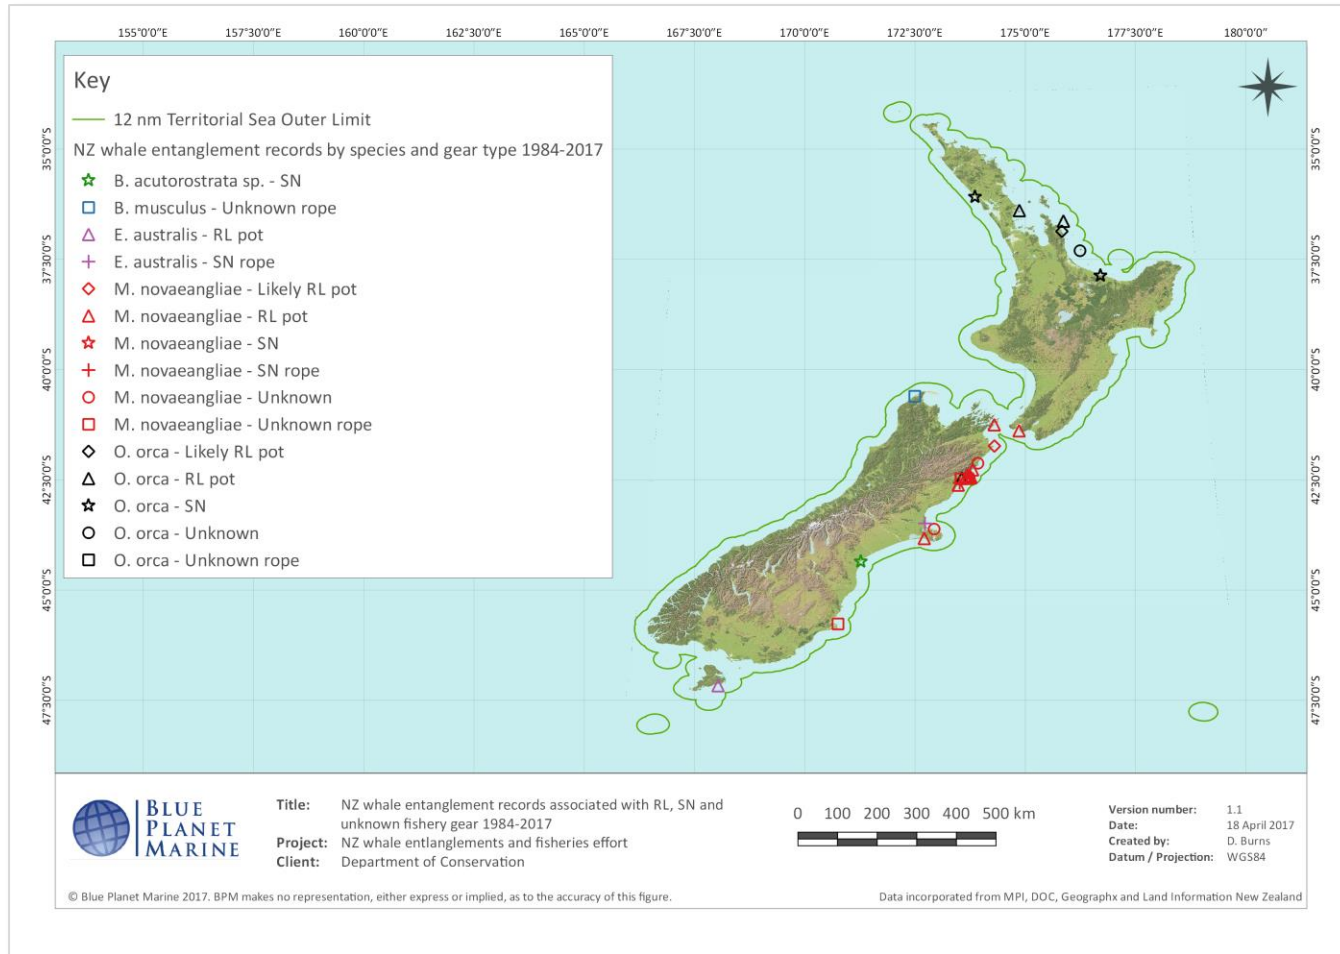 155°0'0"E 157°30'0"E 160°0'0"E 162°30'0"E 165°0'0"E 167°30'0"E 170°0'0"E 172°30'0"E 175°0'0"E 177°30'0"E 180°0'0"E
Key
12 nm Territorial Sea Outer Limit
NZ whale entanglement records by species and gear type 1984-2017
B. acutorostrata sp. - SN
B. musculus - Unknown rope
E. australis - RL pot
E. australis - SN rope
M. novaeangliae - Likely RL pot
M. novaeangliae - RL pot
M. novaeangliae - SN
M. novaeangliae - SN rope
M. novaeangliae - Unknown
M. novaeangliae - Unknown rope
O. orca - Likely RL pot
O. orca - RL pot
O. orca - SN
O. orca - Unknown
O. orca - Unknown rope
35°0'0"S 35°0'0"S
37°30'0"S 37°30'0"S
40°0'0"S 40°0'0"S
42°30'0"S 42°30'0"S
45°0'0"S 45°0'0"S
47°30'0"S 47°30'0"S
BLUE
PLANET
MARINE
Title: NZ whale entanglement records associated with RL, SN and
unknown fishery gear 1984-2017
Project: NZ whale entlanglements and fisheries effort
Client: Department of Conservation
0 100 200 300 400 500 km
Version number: 1.1
Date: 18 April 2017
Created by: D. Burns
Datum / Projection: WGS84
© Blue Planet Marine 2017. BPM makes no representation, either express or implied, as to the accuracy of this figure.
Data incorporated from MPI, DOC, Geographx and Land Information New Zealand